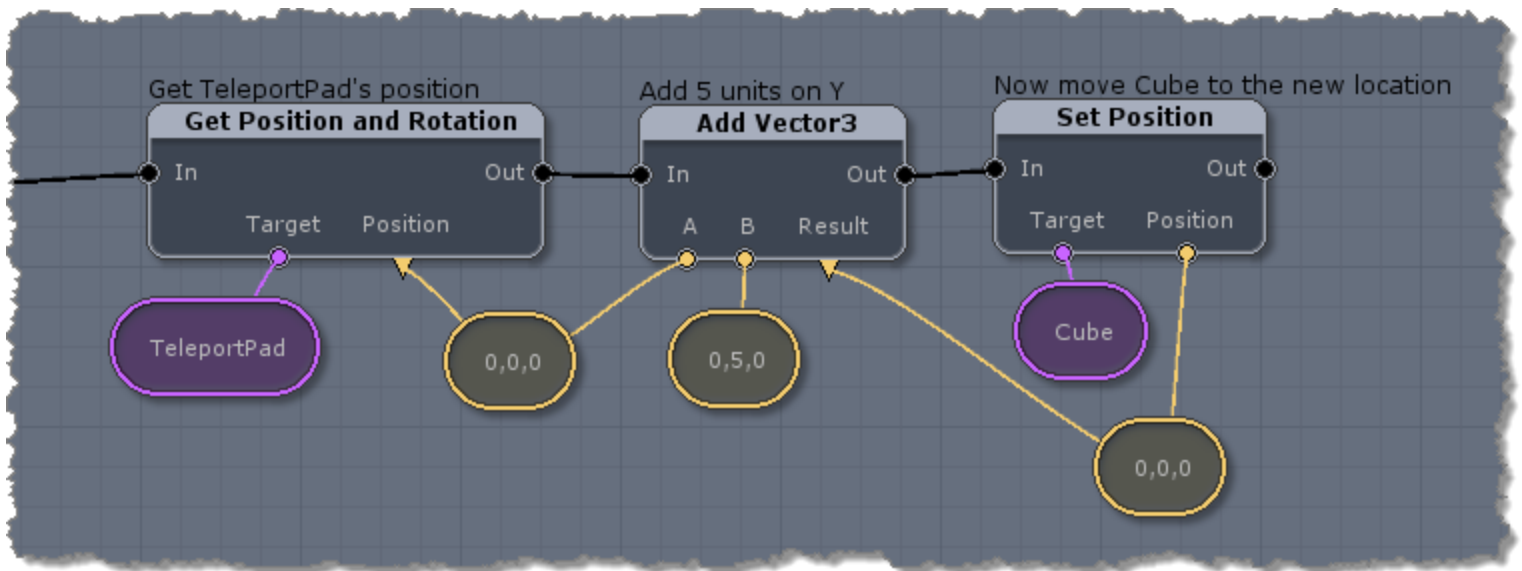 Get TeleportPad's position
Get Position and Rotation
In Out
Target Position
TeleportPad
0,0,0
Add 5 units on Y
Add Vector3
In Out
A B Result
0,5,0
Now move Cube to the new location
Set Position
In Out
Target Position
Cube
0,0,0